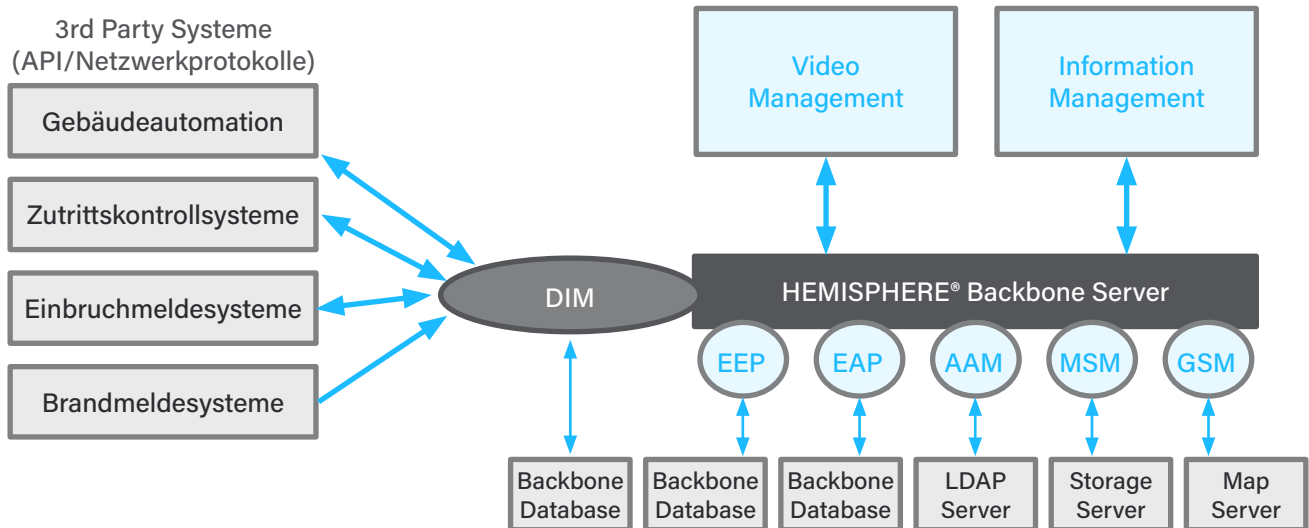 3rd Party Systeme
(API/Netzwerkprotokolle)
Gebäudeautomation
Zutrittskontrollsysteme
Einbruchmeldesysteme
Brandmeldesysteme
Video
Management
Information
Management
DIM
HEMISPHERE® Backbone Server
EEP
EAP
AAM
MSM
GSM
Backbone
Database
Backbone
Database
Backbone
Database
LDAP
Server
Storage
Server
Map
Server